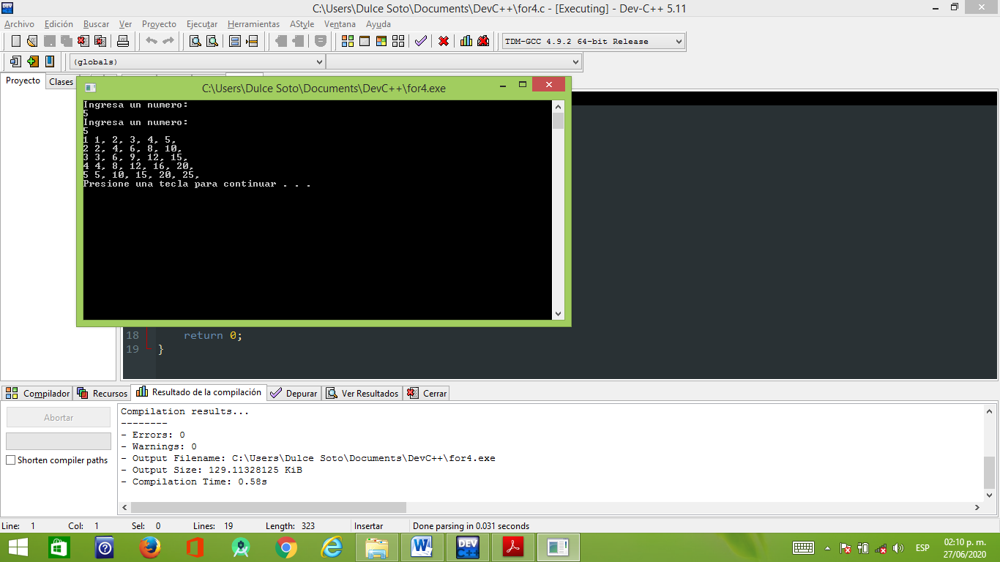 C:\Users\Dulce Soto\Documents\DevC++\for4.c - [Executing] - Dev-C++ 5.11
Archivo Edición Buscar Ver Proyecto Ejecutar Herramientas AStyle Ventana Ayuda
TDM-GCC 4.9.2 64-bit Release
(globals)
Proyecto Clases
C:\Users\Dulce Soto\Documents\DevC++\for4.exe
Ingresa un numero:
5
Ingresa un numero:
5
1 1, 2, 3, 4, 5,
2 2, 4, 6, 8, 10,
3 3, 6, 9, 12, 15,
4 4, 8, 12, 16, 20,
5 5, 10, 15, 20, 25,
Presione una tecla para continuar . . .
18 return 0;
19 }
Compilador Recursos Resultado de la compilación Depurar Ver Resultados Cerrar
Abortar
Shorten compiler paths
Compilation results...
--------
- Errors: 0
- Warnings: 0
- Output Filename: C:\Users\Dulce Soto\Documents\DevC++\for4.exe
- Output Size: 129.11328125 KiB
- Compilation Time: 0.58s
Line: 1 Col: 1 Sel: 0 Lines: 19 Length: 323 Insertar Done parsing in 0.031 seconds
DEV C++
ESP
02:10 p. m.
27/06/2020